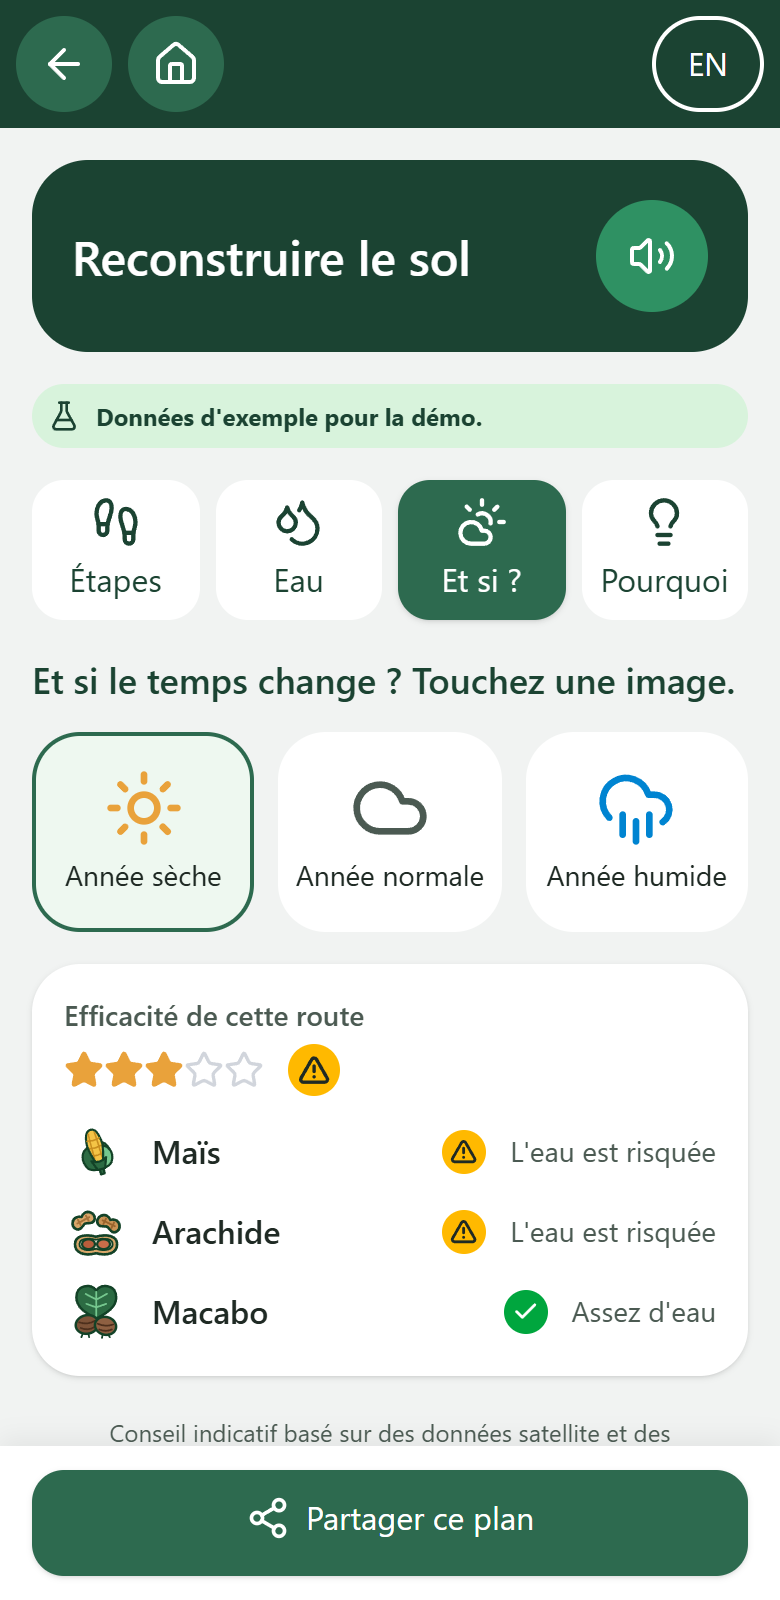 EN
Reconstruire le sol
Données d'exemple pour la démo.
Étapes
Eau
Et si ?
Pourquoi
Et si le temps change ? Touchez une image.
Année sèche
Année normale
Année humide
Efficacité de cette route
Maïs
L'eau est risquée
Arachide
L'eau est risquée
Macabo
Assez d'eau
Conseil indicatif basé sur des données satellite et des
Partager ce plan